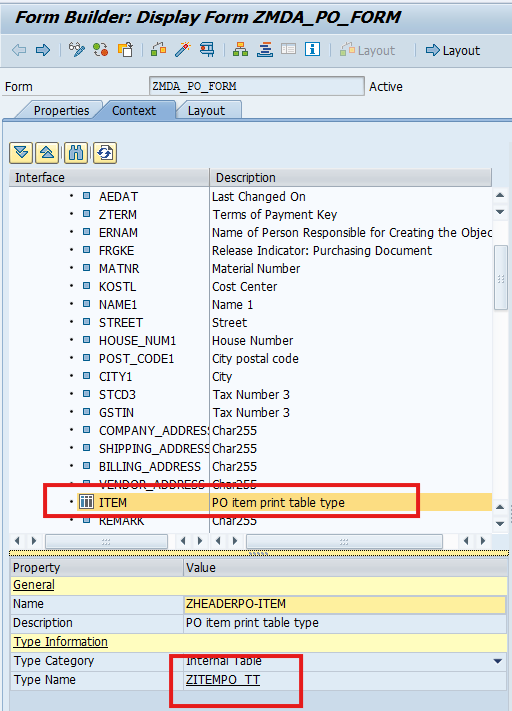 Form Builder: Display Form ZMDA_PO_FORM
Layout Layout
Form ZMDA_PO_FORM Active
Properties Context Layout
Interface Description
AEDAT Last Changed On
ZTERM Terms of Payment Key
ERNAM Name of Person Responsible for Creating the Objec
FRGKE Release Indicator: Purchasing Document
MATNR Material Number
KOSTL Cost Center
NAME1 Name 1
STREET Street
HOUSE_NUM1 House Number
POST_CODE1 City postal code
CITY1 City
STCD3 Tax Number 3
GSTIN Tax Number 3
COMPANY_ADDRESS Char255
SHIPPING_ADDRESS Char255
BILLING_ADDRESS Char255
VENDOR_ADDRESS Char255
ITEM PO item print table type
REMARK Char255
Property Value
General
Name ZHEADERPO-ITEM
Description PO item print table type
Type Information
Type Category Internal Table
Type Name ZITEMPO_TT